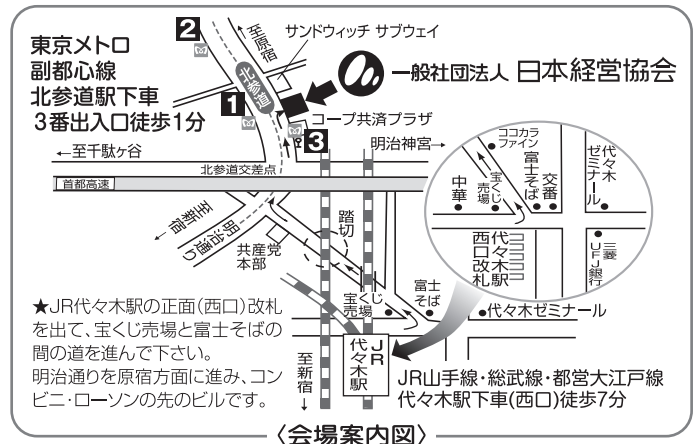 東京メトロ
副都心線
北参道駅下車
3番出入口徒歩1分
2
至原宿
サンドウィッチ サブウェイ
北参道
1
3
一般社団法人 日本経営協会
コープ共済プラザ
←至千駄ヶ谷
明治神宮→
北参道交差点
首都高速
至新宿
明治通り
共産党
本部
踏切
宝くじ
売場
富士
そば
代々木ゼミナール
JR
代々木駅
至新宿
ココカラ
ファイン
中華
宝くじ
売場
富士そば
交番
代々木
ゼミナール
代々木駅
西口改札
三菱
UFJ銀行
★JR代々木駅の正面(西口)改札
を出て、宝くじ売場と富士そばの
間の道を進んで下さい。
明治通りを原宿方面に進み、コン
ビニ・ローソンの先のビルです。
JR山手線・総武線・都営大江戸線
代々木駅下車(西口)徒歩7分
〈会場案内図〉